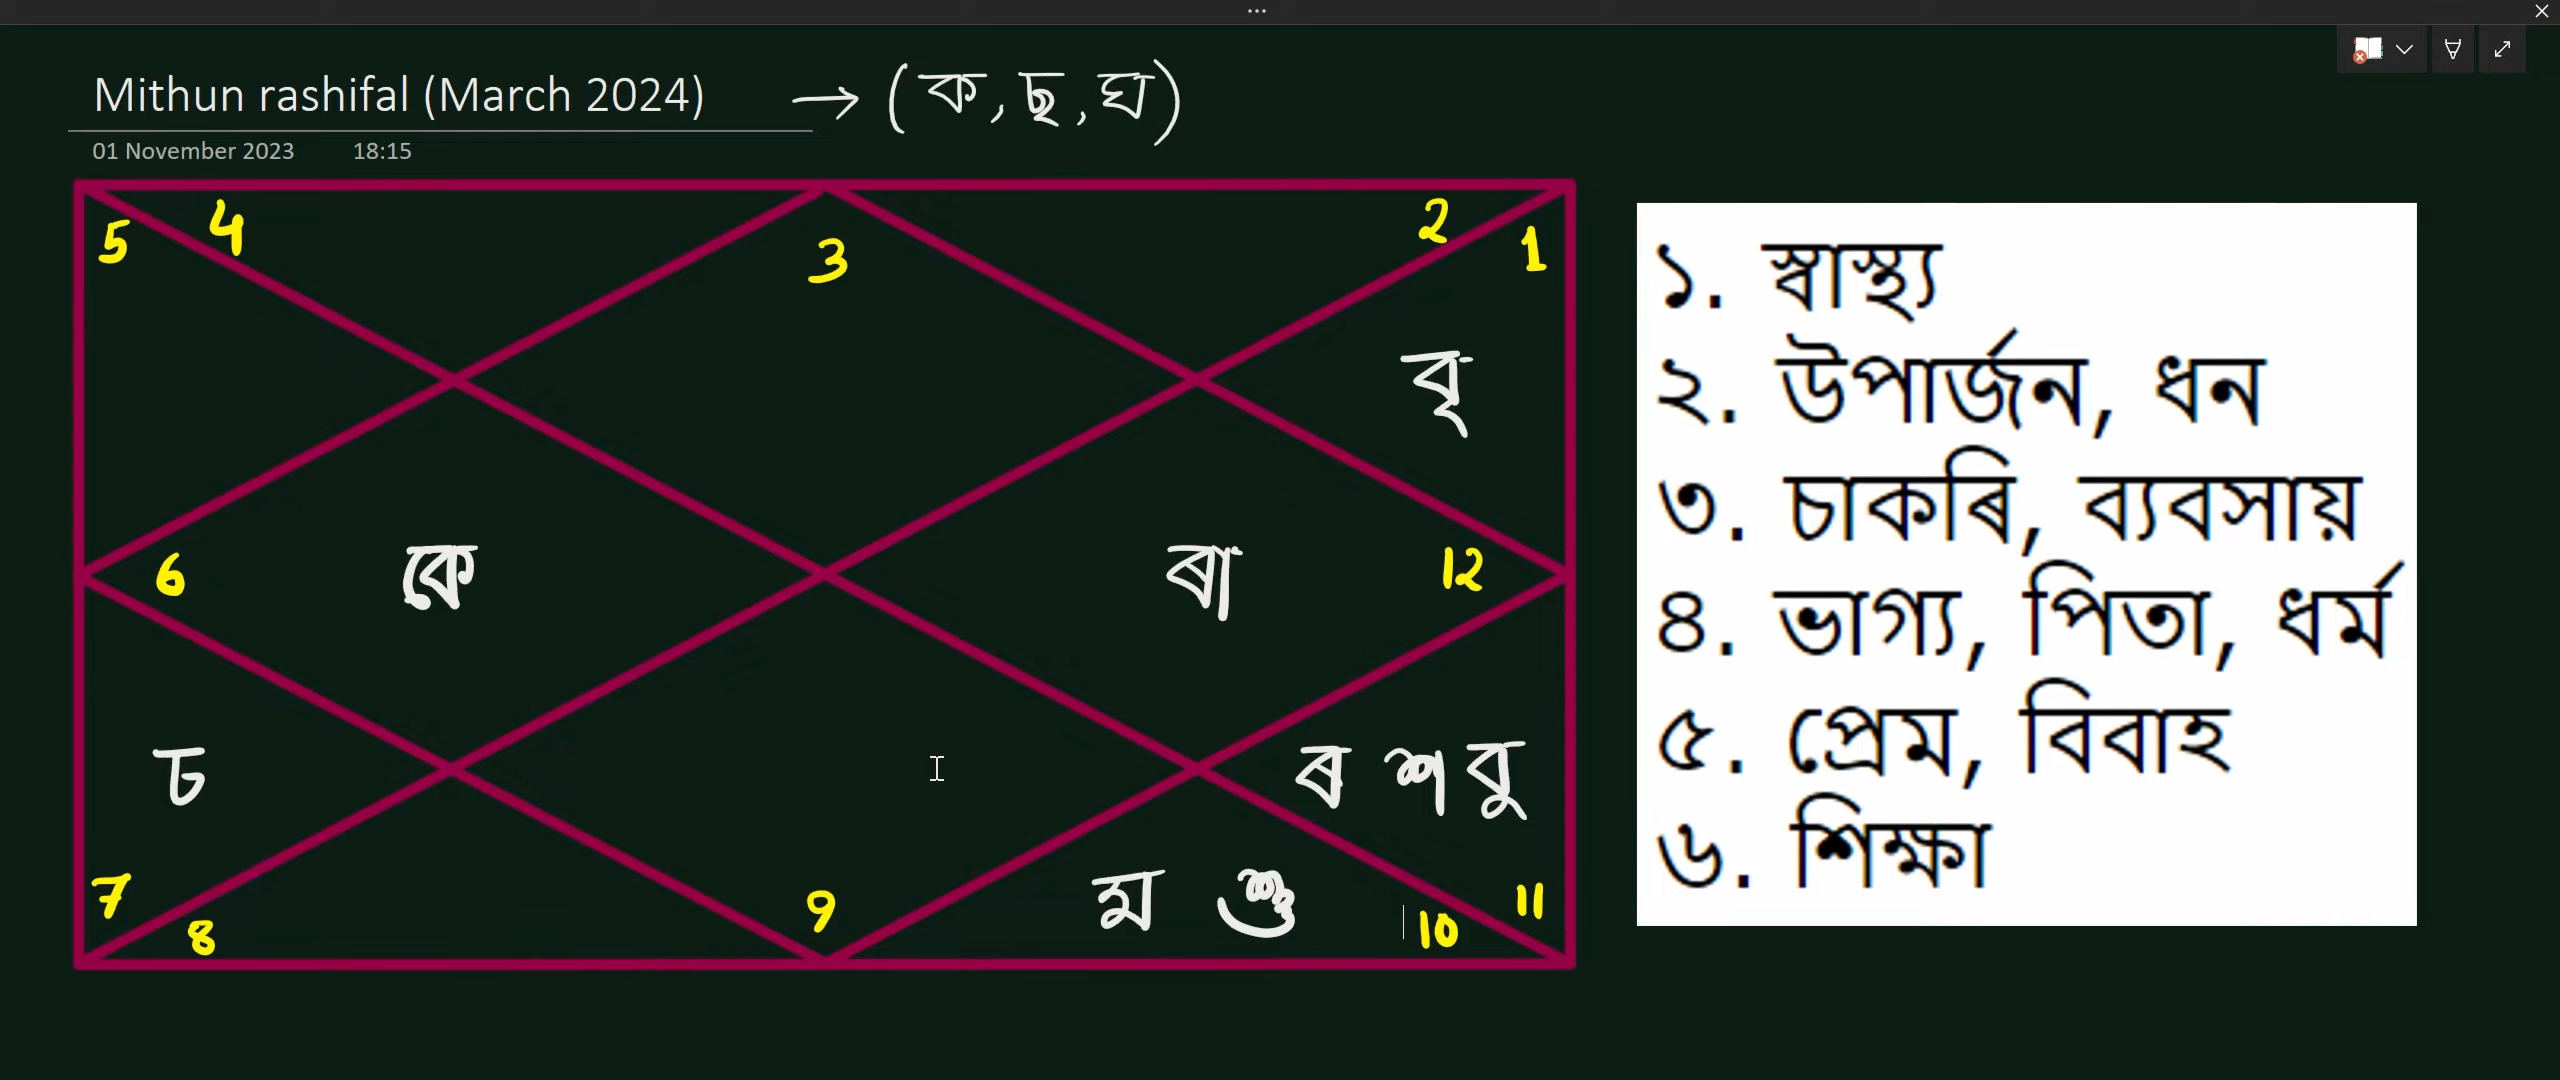 Mithun rashifal (March 2024) → (ক, ছ, ঘ)
01 November 2023 18:15
5 4 3 2 1
বৃ
6 কে ৰা 12
চ ৰ শ বু
7 8 9 ম শু 10 11
১. স্বাস্থ্য
২. উপাৰ্জন, ধন
৩. চাকৰি, ব্যবসায়
৪. ভাগ্য, পিতা, ধৰ্ম
৫. প্ৰেম, বিবাহ
৬. শিক্ষা